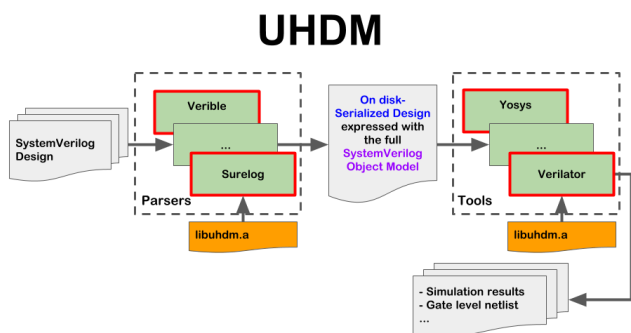 UHDM
SystemVerilog
Design
Verible
...
Surelog
Parsers
libuhdm.a
On disk-
Serialized Design
expressed with
the full
SystemVerilog
Object Model
Yosys
...
Verilator
Tools
libuhdm.a
- Simulation results
- Gate level netlist
...